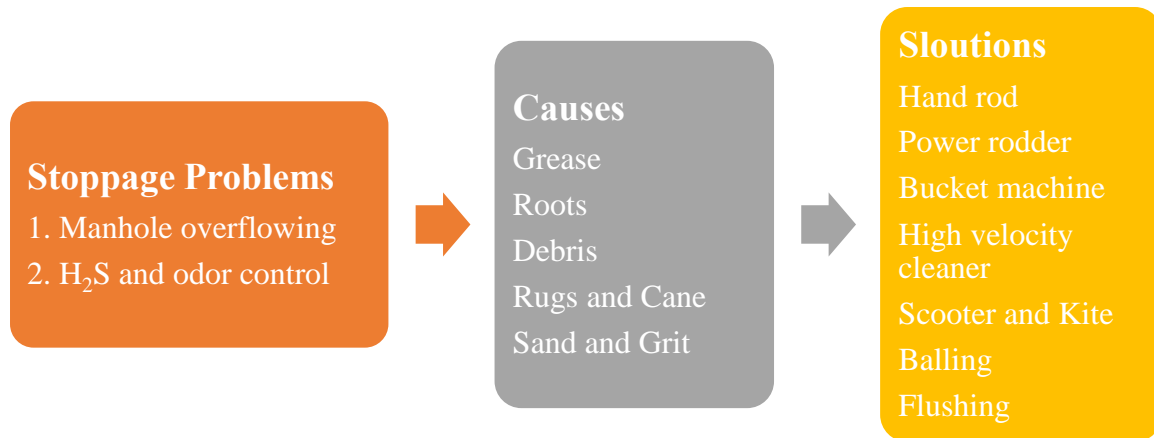 Stoppage Problems
1. Manhole overflowing
2. H₂S and odor control
Causes
Grease
Roots
Debris
Rugs and Cane
Sand and Grit
Sloutions
Hand rod
Power rodder
Bucket machine
High velocity
cleaner
Scooter and Kite
Balling
Flushing